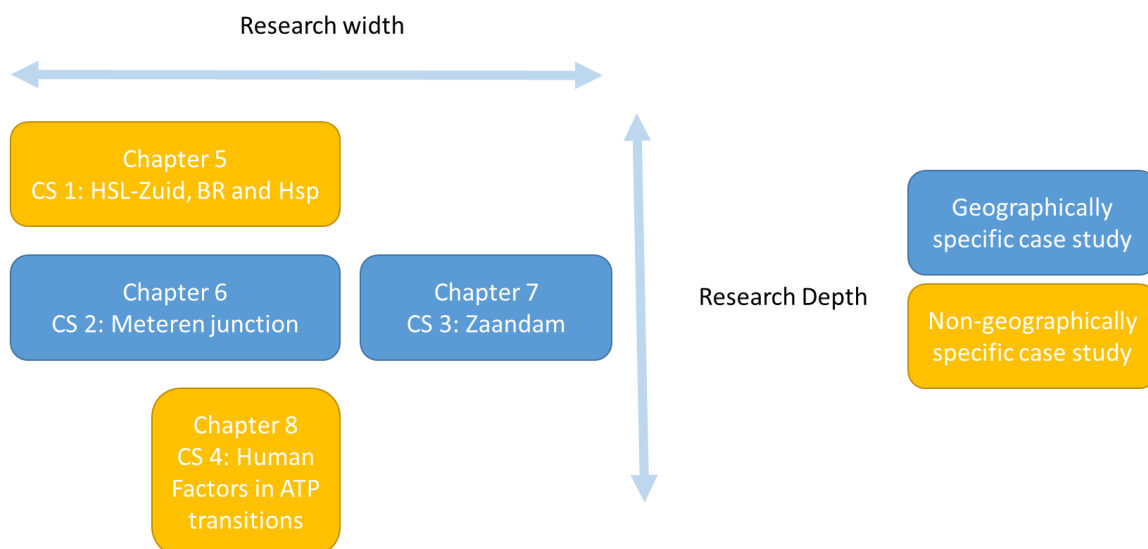 Research width
Chapter 5
CS 1: HSL-Zuid, BR and Hsp
Chapter 6
CS 2: Meteren junction
Chapter 7
CS 3: Zaandam
Chapter 8
CS 4: Human
Factors in ATP
transitions
Research Depth
Geographically
specific case study
Non-geographically
specific case study